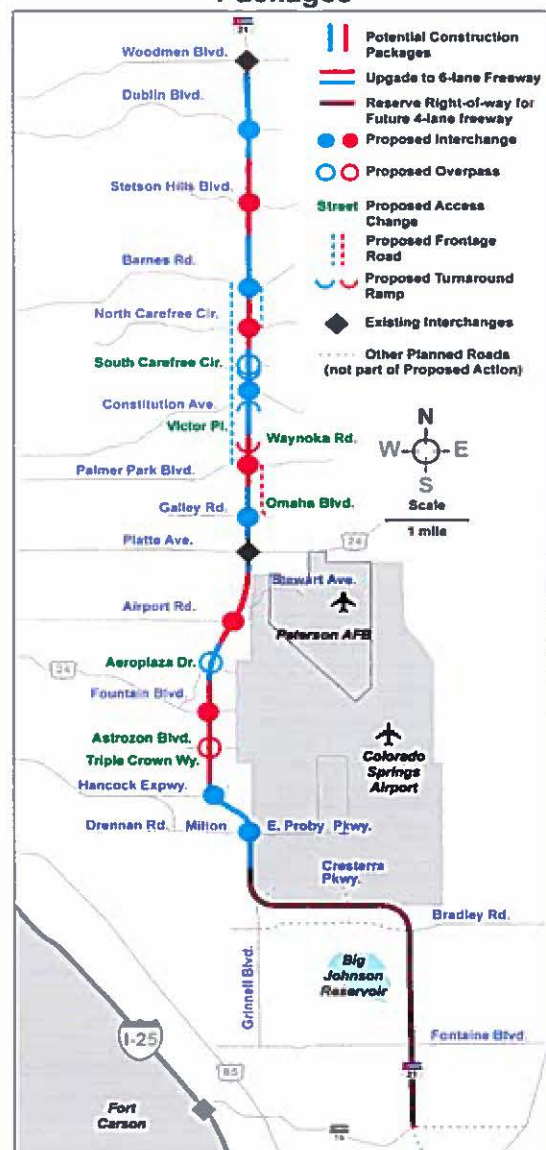 Packages
21
Woodmen Blvd.
Dublin Blvd.
Stetson Hills Blvd.
Barnes Rd.
North Carefree Cir.
South Carefree Cir.
Constitution Ave.
Victor Pl.
Waynoka Rd.
Palmer Park Blvd.
Omaha Blvd.
Galley Rd.
Platte Ave.
24
Stewart Ave.
Airport Rd.
Peterson AFB
Aeroplaza Dr.
24
Fountain Blvd.
Astrozon Blvd.
Triple Crown Wy.
Colorado
Springs
Airport
Hancock Expwy.
Drennan Rd.
Milton
E. Proby Pkwy.
Cresterra
Pkwy.
Bradley Rd.
Grinnell Blvd.
Big
Johnson
Reservoir
I-25
Fontaine Blvd.
85
21
Fort
Carson
16
Potential Construction
Packages
Upgade to 6-lane Freeway
Reserve Right-of-way for
Future 4-lane freeway
Proposed Interchange
Proposed Overpass
Street
Proposed Access
Change
Proposed Frontage
Road
Proposed Turnaround
Ramp
Existing Interchanges
Other Planned Roads
(not part of Proposed Action)
N
W
E
S
Scale
1 mile